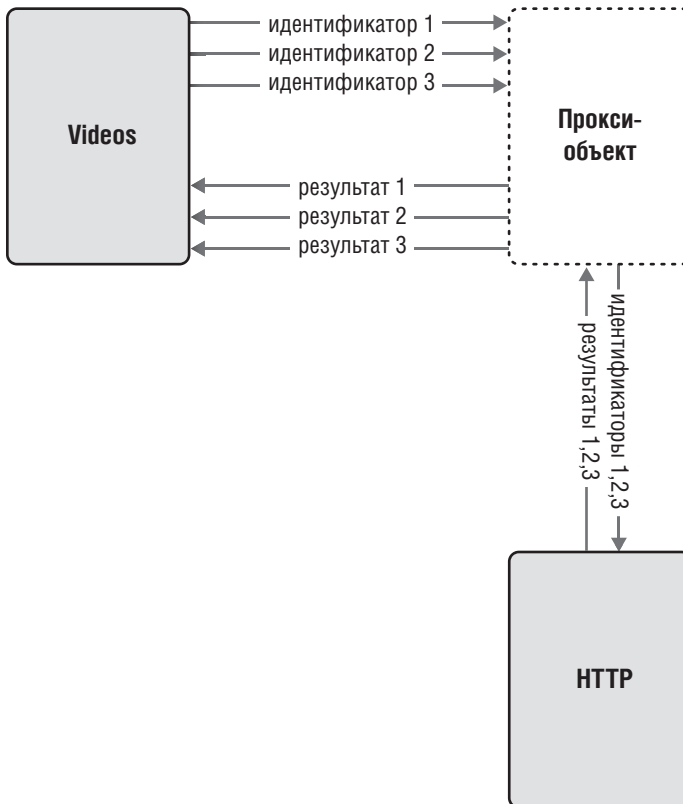 идентификатор 1
идентификатор 2
идентификатор 3
Videos
Прокси-
объект
результат 1
результат 2
результат 3
результаты 1,2,3
идентификаторы 1,2,3
HTTP